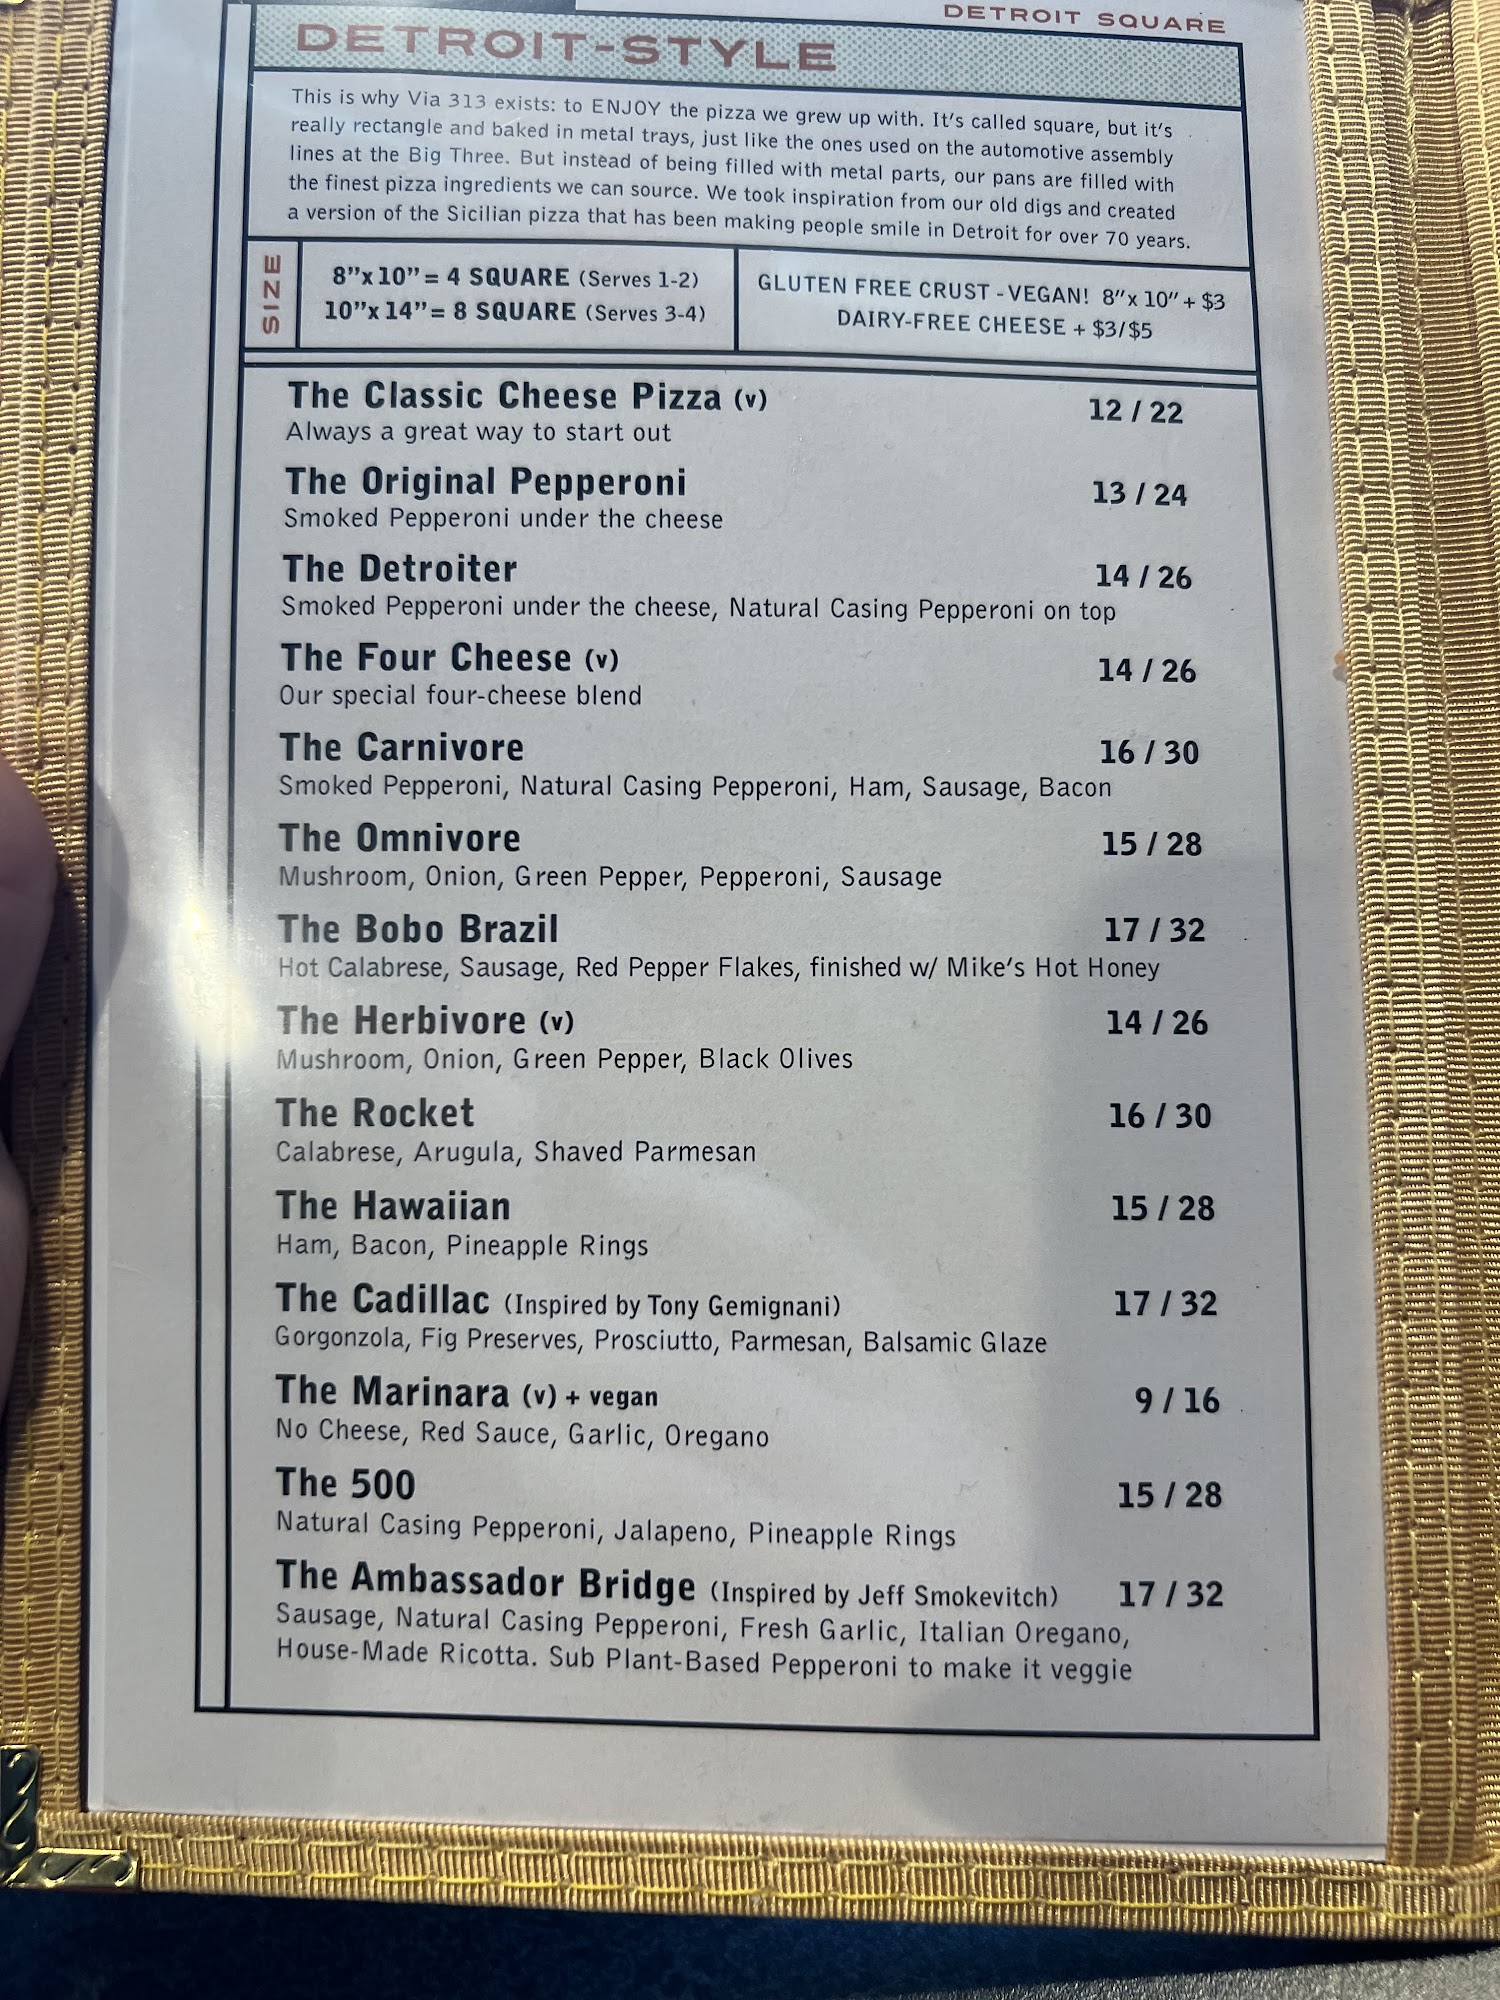 DETROIT SQUARE
DETROIT-STYLE
This is why Via 313 exists: to ENJOY the pizza we grew up with. It's called square, but it's
really rectangle and baked in metal trays, just like the ones used on the automotive assembly
lines at the Big Three. But instead of being filled with metal parts, our pans are filled with
the finest pizza ingredients we can source. We took inspiration from our old digs and created
a version of the Sicilian pizza that has been making people smile in Detroit for over 70 years.
SIZE
8”x 10”= 4 SQUARE (Serves 1-2)
10”x 14”= 8 SQUARE (Serves 3-4)
GLUTEN FREE CRUST - VEGAN! 8”x 10” + $3
DAIRY-FREE CHEESE + $3/$5
The Classic Cheese Pizza (v) 12 / 22
Always a great way to start out
The Original Pepperoni 13 / 24
Smoked Pepperoni under the cheese
The Detroiter 14 / 26
Smoked Pepperoni under the cheese, Natural Casing Pepperoni on top
The Four Cheese (v) 14 / 26
Our special four-cheese blend
The Carnivore 16 / 30
Smoked Pepperoni, Natural Casing Pepperoni, Ham, Sausage, Bacon
The Omnivore 15 / 28
Mushroom, Onion, Green Pepper, Pepperoni, Sausage
The Bobo Brazil 17 / 32
Hot Calabrese, Sausage, Red Pepper Flakes, finished w/ Mike's Hot Honey
The Herbivore (v) 14 / 26
Mushroom, Onion, Green Pepper, Black Olives
The Rocket 16 / 30
Calabrese, Arugula, Shaved Parmesan
The Hawaiian 15 / 28
Ham, Bacon, Pineapple Rings
The Cadillac (Inspired by Tony Gemignani) 17 / 32
Gorgonzola, Fig Preserves, Prosciutto, Parmesan, Balsamic Glaze
The Marinara (v) + vegan 9 / 16
No Cheese, Red Sauce, Garlic, Oregano
The 500 15 / 28
Natural Casing Pepperoni, Jalapeno, Pineapple Rings
The Ambassador Bridge (Inspired by Jeff Smokevitch) 17 / 32
Sausage, Natural Casing Pepperoni, Fresh Garlic, Italian Oregano,
House-Made Ricotta. Sub Plant-Based Pepperoni to make it veggie